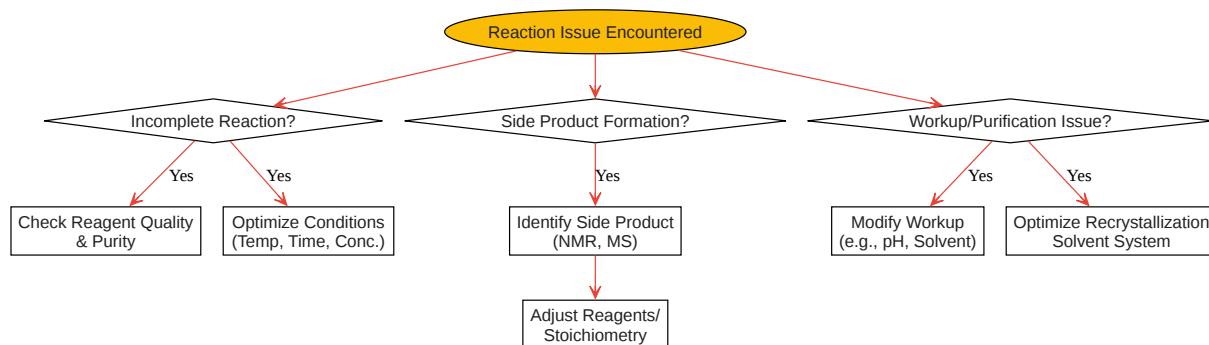 Reaction Issue Encountered
Incomplete Reaction?
Side Product Formation?
Workup/Purification Issue?
Yes
Yes
Yes
Yes
Yes
Check Reagent Quality
& Purity
Optimize Conditions
(Temp, Time, Conc.)
Identify Side Product
(NMR, MS)
Modify Workup
(e.g., pH, Solvent)
Optimize Recrystallization
Solvent System
Adjust Reagents/
Stoichiometry